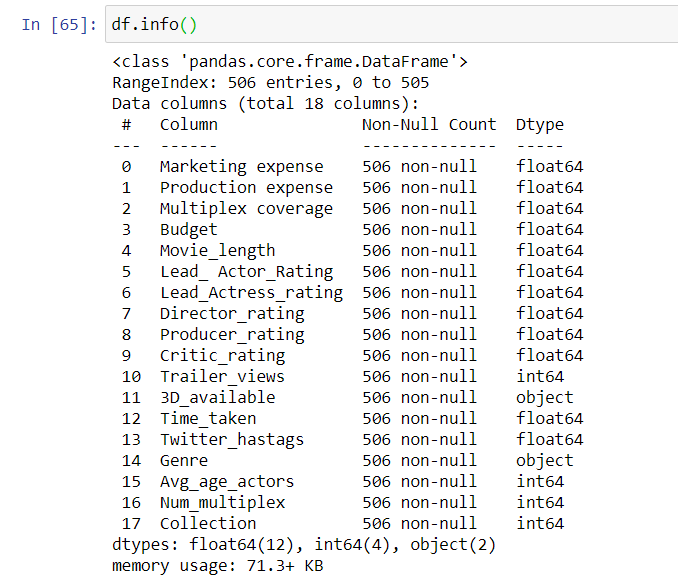 In [65]: df.info()
<class 'pandas.core.frame.DataFrame'>
RangeIndex: 506 entries, 0 to 505
Data columns (total 18 columns):
 #   Column               Non-Null Count  Dtype
---  ------               --------------  -----
 0   Marketing expense    506 non-null    float64
 1   Production expense   506 non-null    float64
 2   Multiplex coverage   506 non-null    float64
 3   Budget               506 non-null    float64
 4   Movie_length         506 non-null    float64
 5   Lead_ Actor_Rating   506 non-null    float64
 6   Lead_Actress_rating  506 non-null    float64
 7   Director_rating      506 non-null    float64
 8   Producer_rating      506 non-null    float64
 9   Critic_rating        506 non-null    float64
 10  Trailer_views        506 non-null    int64
 11  3D_available         506 non-null    object
 12  Time_taken           506 non-null    float64
 13  Twitter_hastags      506 non-null    float64
 14  Genre                506 non-null    object
 15  Avg_age_actors       506 non-null    int64
 16  Num_multiplex        506 non-null    int64
 17  Collection           506 non-null    int64
dtypes: float64(12), int64(4), object(2)
memory usage: 71.3+ KB